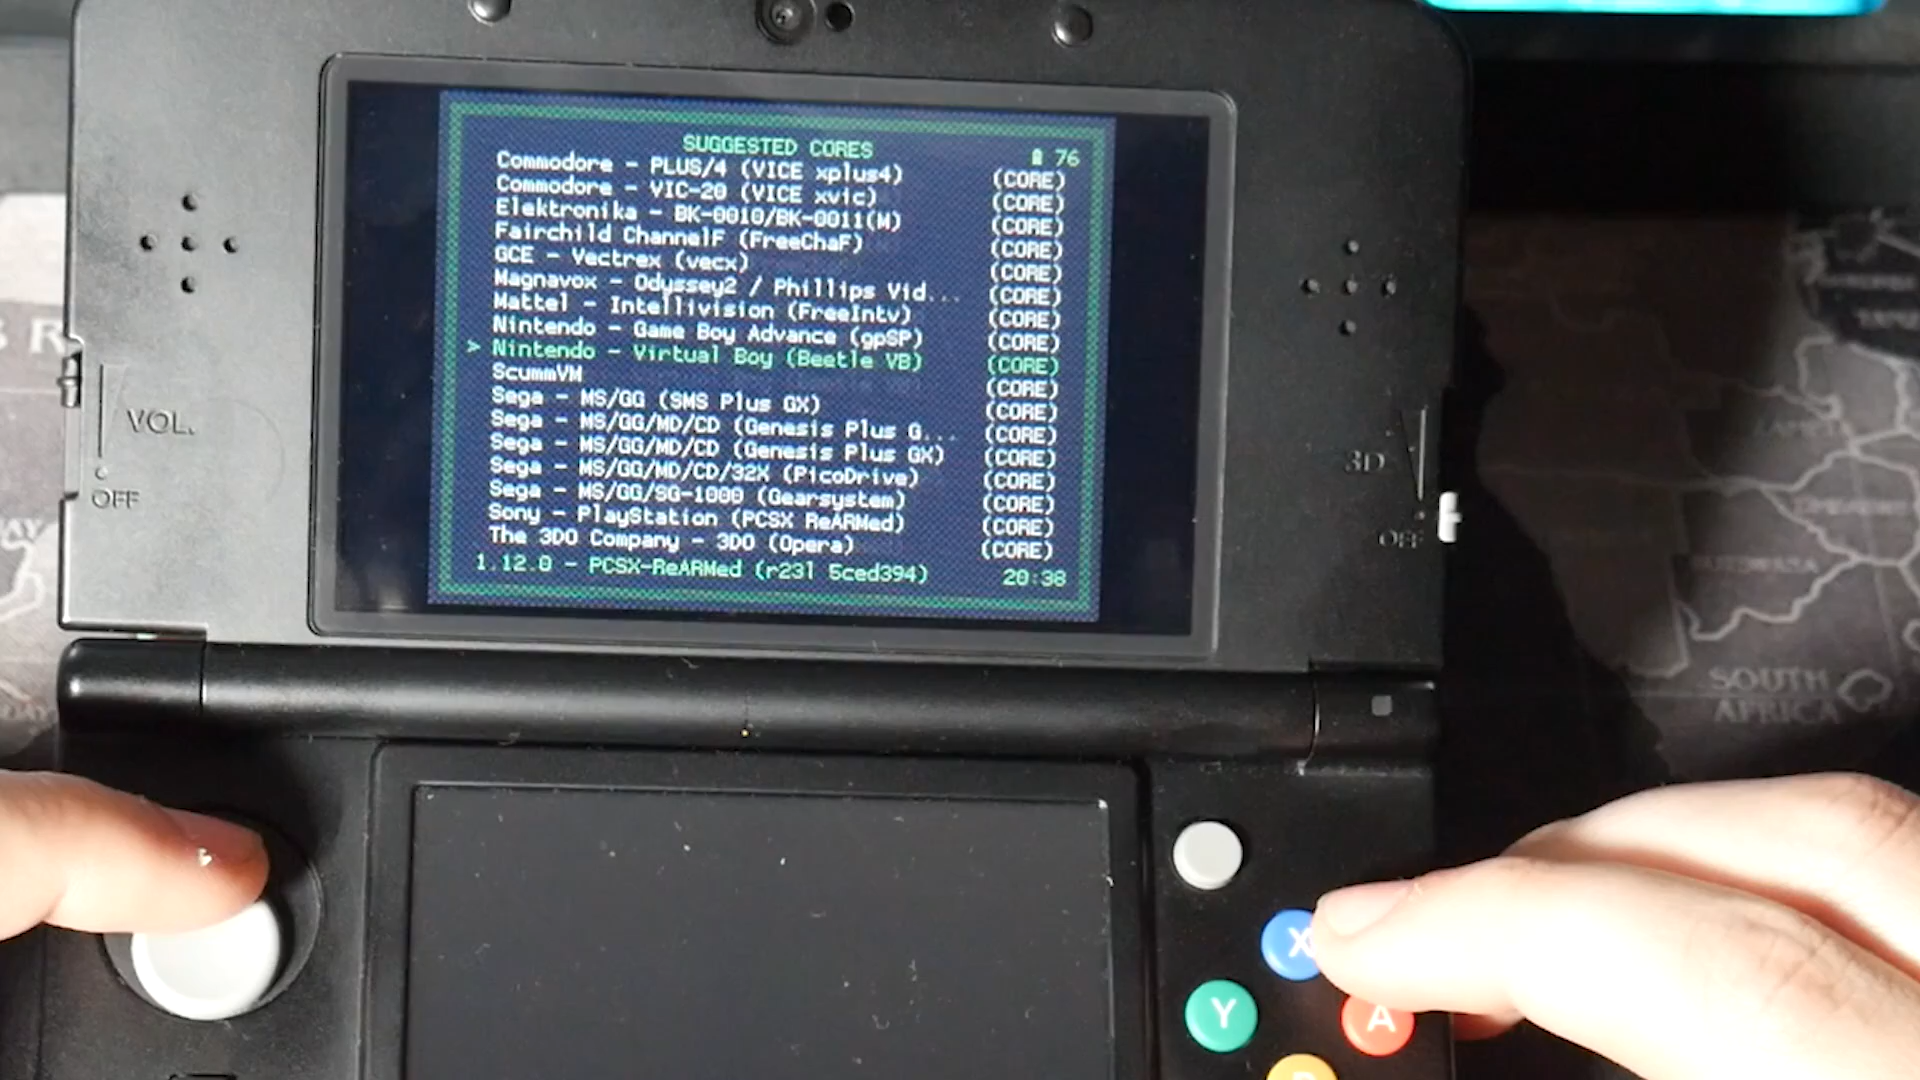 SUGGESTED CORES
76
Commodore - PLUS/4 (VICE xplus4) (CORE)
Commodore - VIC-20 (VICE xvic) (CORE)
Elektronika - BK-0010/BK-0011(M) (CORE)
Fairchild ChannelF (FreeChaF) (CORE)
GCE - Vectrex (vecx) (CORE)
Magnavox - Odyssey2 / Phillips Vid... (CORE)
Mattel - Intellivision (FreeIntv) (CORE)
Nintendo - Game Boy Advance (gpSP) (CORE)
> Nintendo - Virtual Boy (Beetle VB) (CORE)
ScummVM (CORE)
Sega - MS/GG (SMS Plus GX) (CORE)
Sega - MS/GG/MD/CD (Genesis Plus G... (CORE)
Sega - MS/GG/MD/CD (Genesis Plus GX) (CORE)
Sega - MS/GG/MD/CD/32X (PicoDrive) (CORE)
Sega - MS/GG/SG-1000 (Gearsystem) (CORE)
Sony - PlayStation (PCSX ReARMed) (CORE)
The 3DO Company - 3DO (Opera) (CORE)
1.12.0 - PCSX-ReARMed (r23l 5ced394) 20:38
VOL.
OFF
3D
OFF
SOUTH
AFRICA
X
Y
A